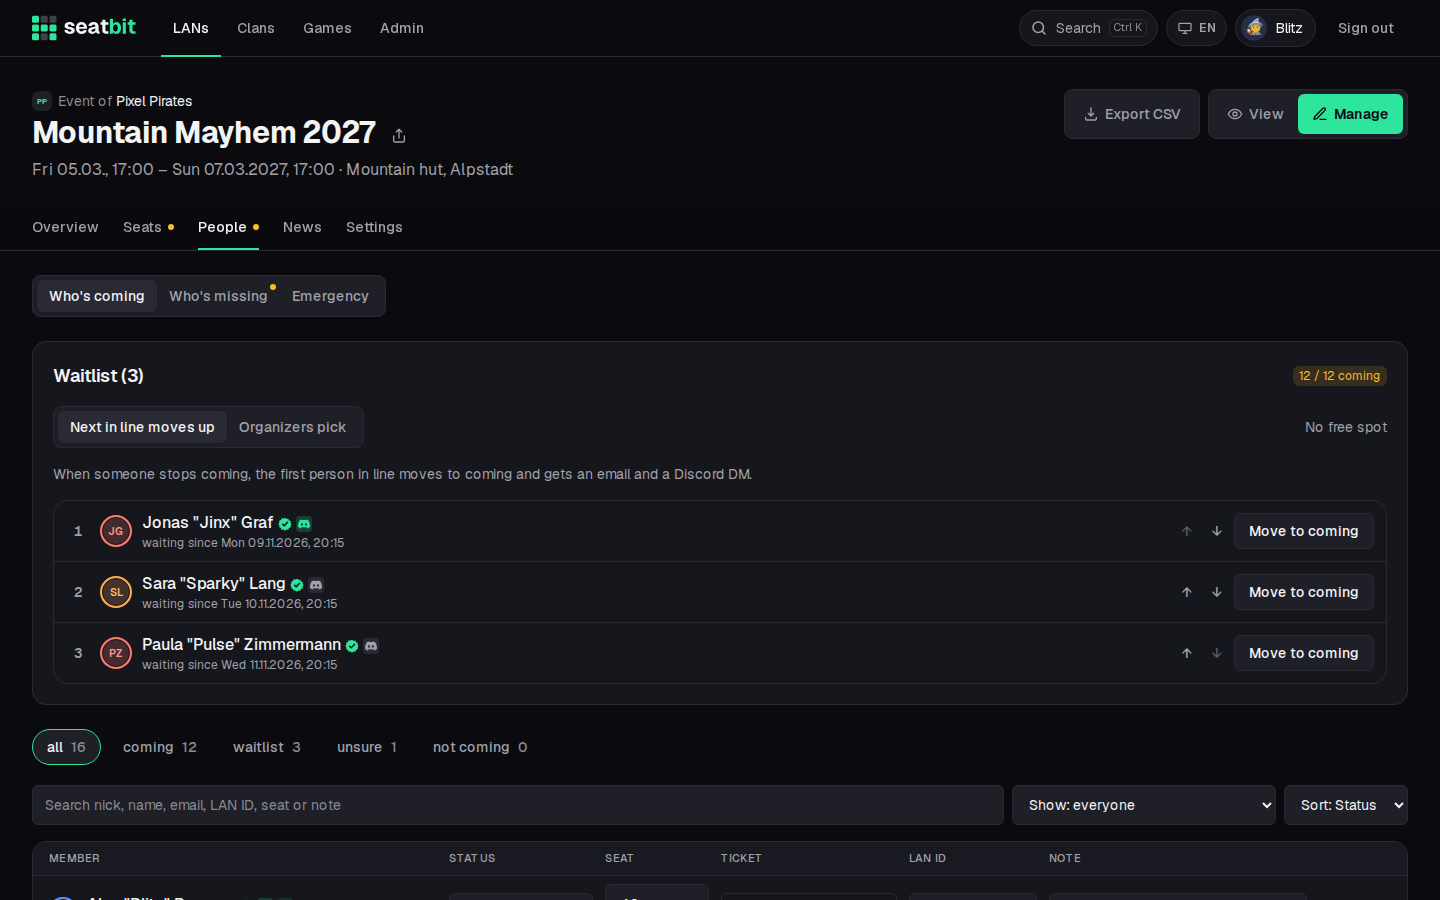 seatbit
LANs
Clans
Games
Admin
Search
Ctrl K
EN
Blitz
Sign out
PP
Event of Pixel Pirates
Mountain Mayhem 2027
Fri 05.03., 17:00 – Sun 07.03.2027, 17:00 · Mountain hut, Alpstadt
Export CSV
View
Manage
Overview
Seats
People
News
Settings
Who's coming
Who's missing
Emergency
Waitlist (3)
12 / 12 coming
Next in line moves up
Organizers pick
No free spot
When someone stops coming, the first person in line moves to coming and gets an email and a Discord DM.
1
JG
Jonas "Jinx" Graf
waiting since Mon 09.11.2026, 20:15
Move to coming
2
SL
Sara "Sparky" Lang
waiting since Tue 10.11.2026, 20:15
Move to coming
3
PZ
Paula "Pulse" Zimmermann
waiting since Wed 11.11.2026, 20:15
Move to coming
all 16
coming 12
waitlist 3
unsure 1
not coming 0
Search nick, name, email, LAN ID, seat or note
Show: everyone
Sort: Status
MEMBER
STATUS
SEAT
TICKET
LAN ID
NOTE